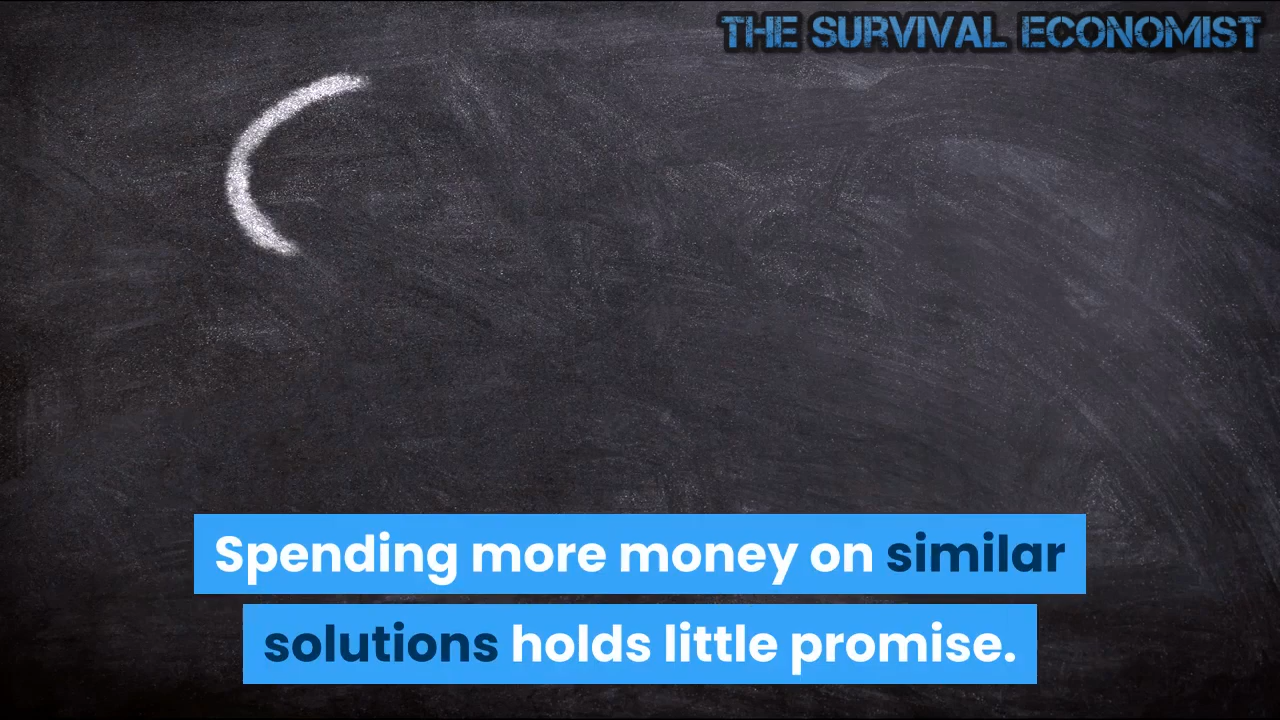 THE SURVIVAL ECONOMIST
Spending more money on similar
solutions holds little promise.